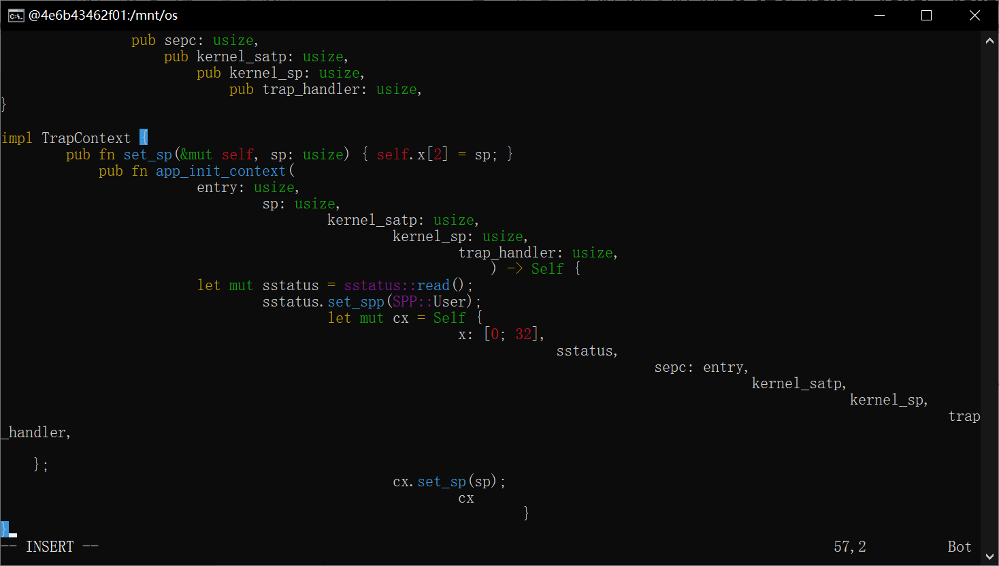 @4e6b43462f01:/mnt/os
pub sepc: usize,
pub kernel_satp: usize,
pub kernel_sp: usize,
pub trap_handler: usize,
}
impl TrapContext {
pub fn set_sp(&mut self, sp: usize) { self.x[2] = sp; }
pub fn app_init_context(
entry: usize,
sp: usize,
kernel_satp: usize,
kernel_sp: usize,
trap_handler: usize,
) -> Self {
let mut sstatus = sstatus::read();
sstatus.set_spp(SPP::User);
let mut cx = Self {
x: [0; 32],
sstatus,
sepc: entry,
kernel_satp,
kernel_sp,
trap
_handler,
};
cx.set_sp(sp);
cx
}
}
-- INSERT -- 57,2 Bot